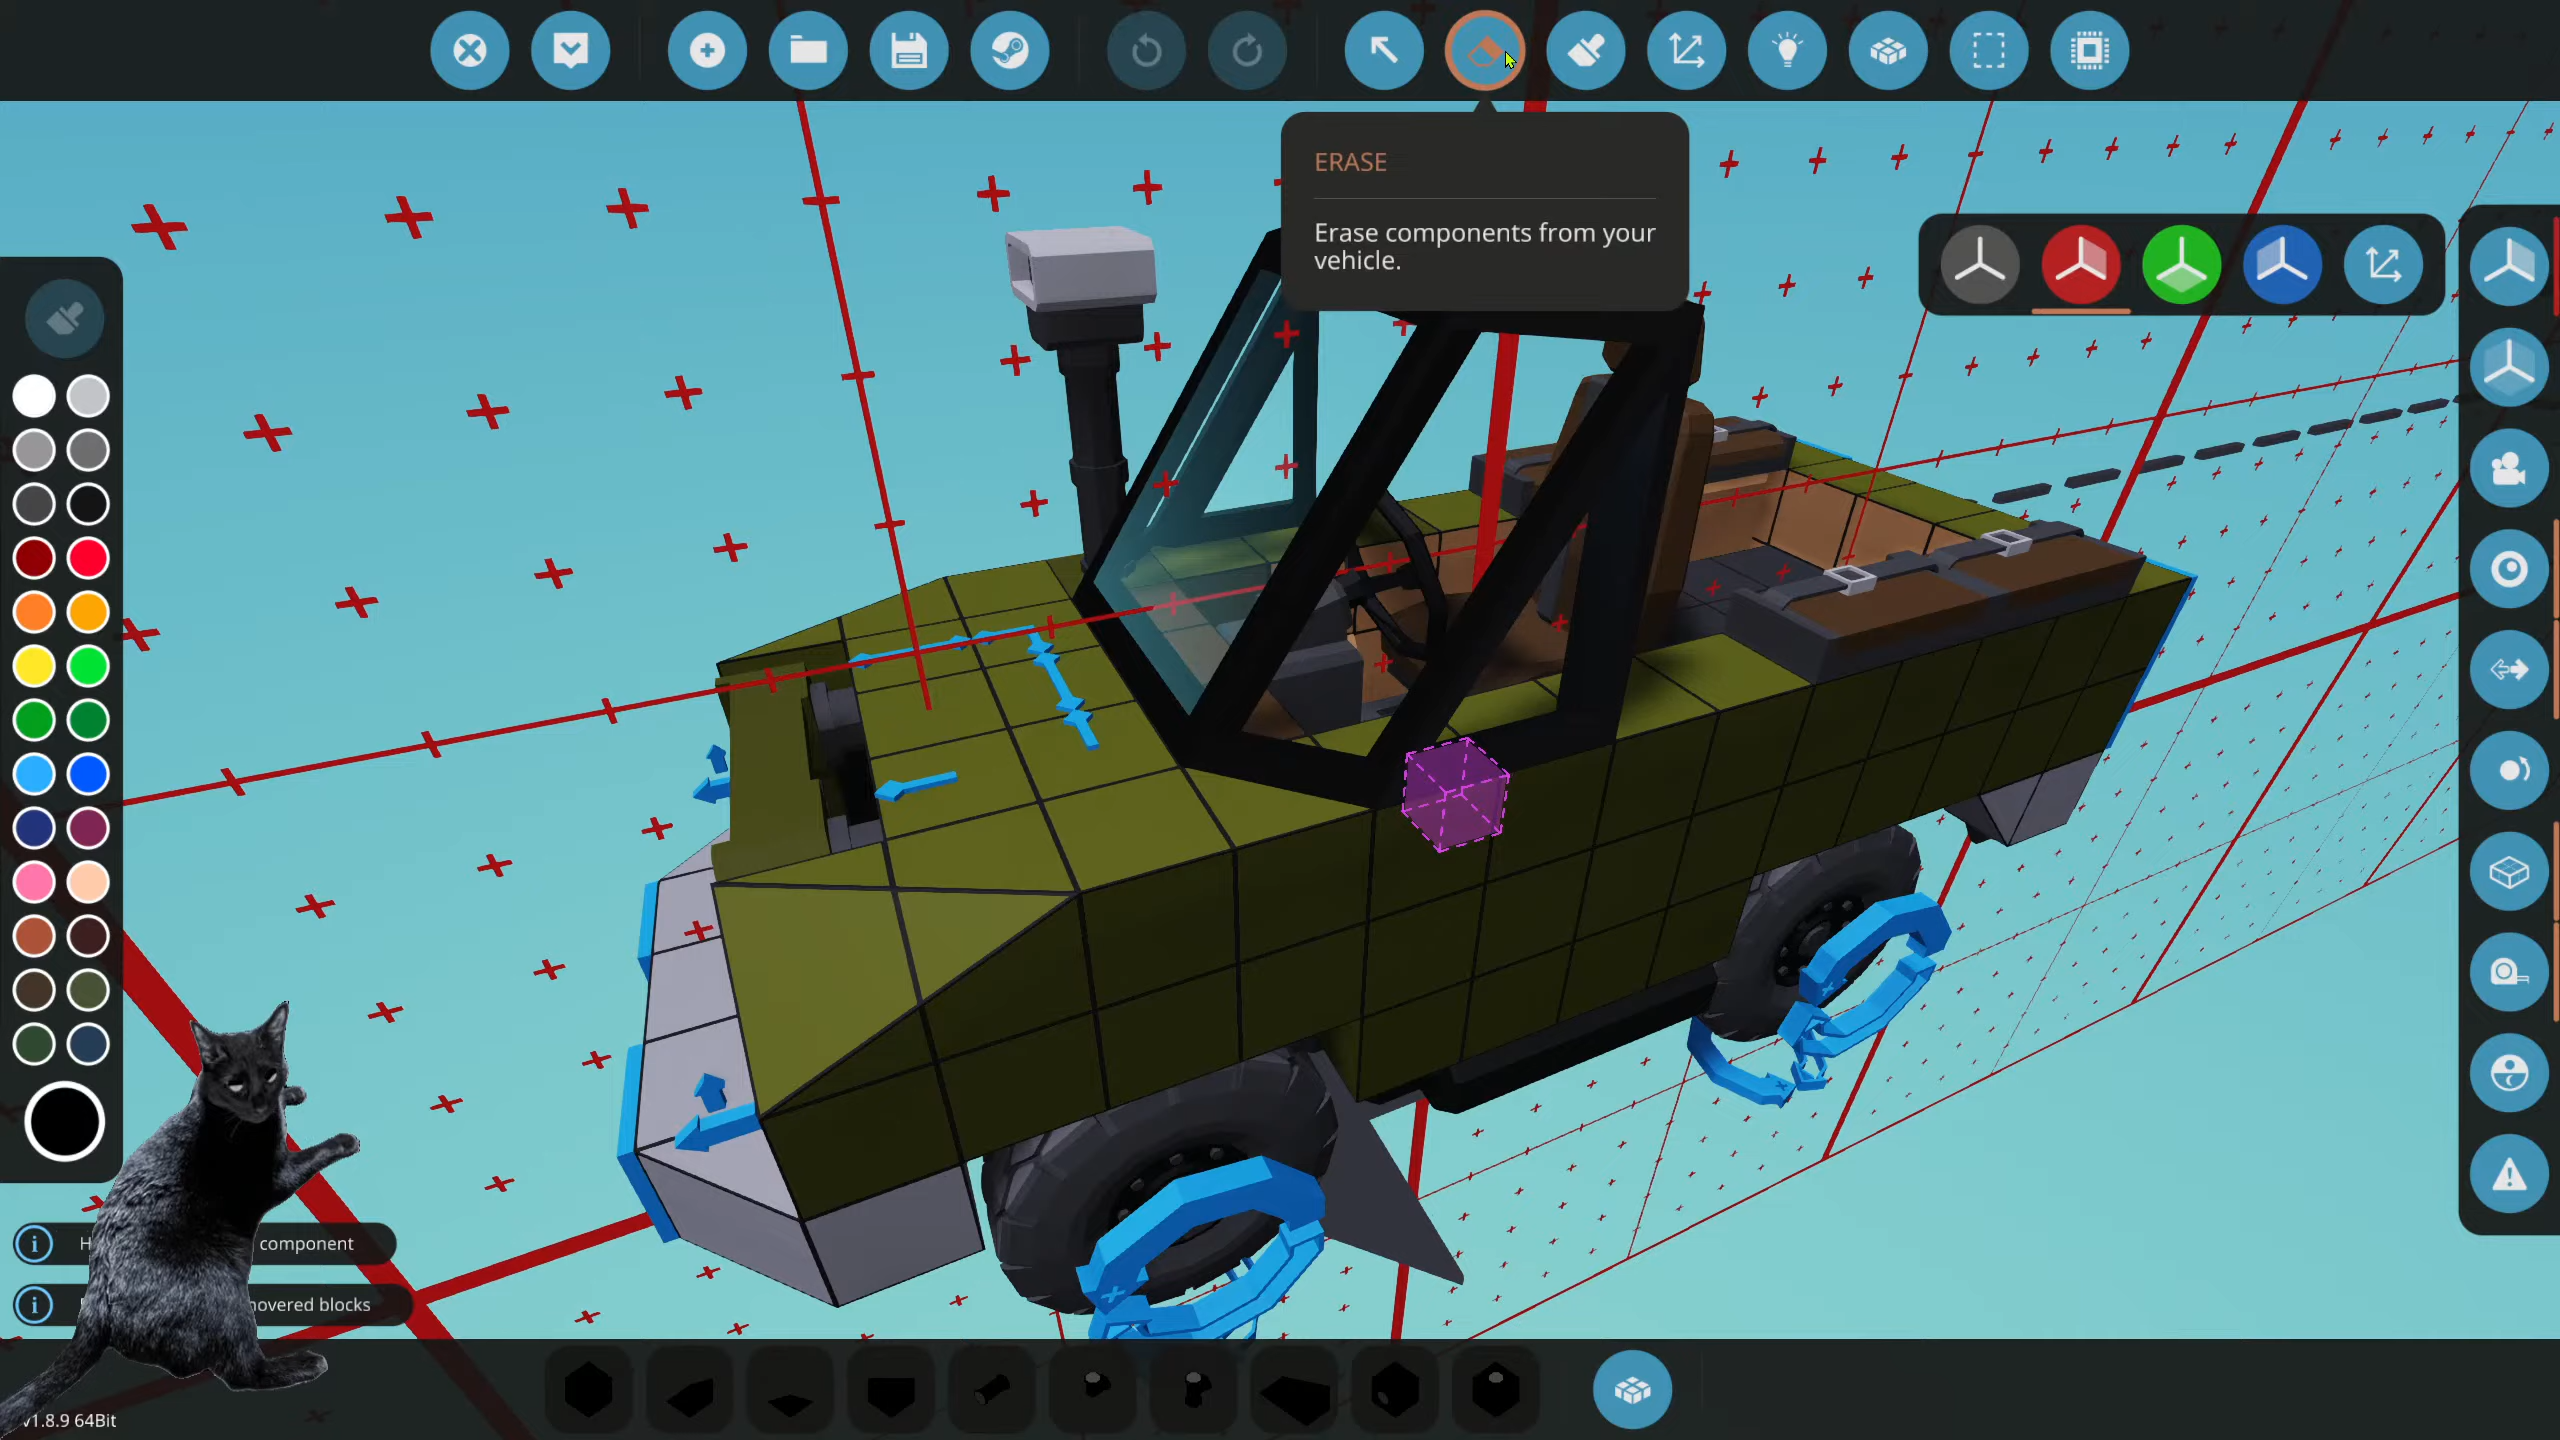 ERASE
Erase components from your
vehicle.
component
hovered blocks
v1.8.9 64Bit